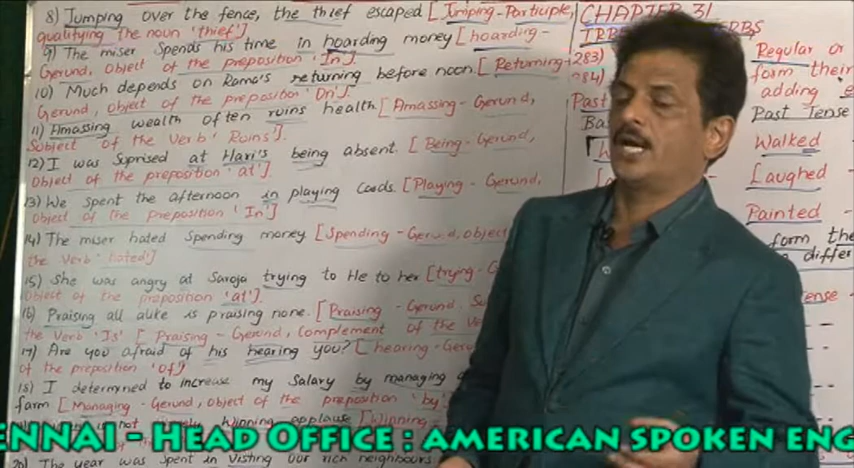 8) Jumping over the fence, the thief escaped [Jumping-Participle,
qualifying the noun 'thief']
9) The miser Spends his time in hoarding money [hoarding-
Gerund, Object of the preposition 'In']
10) Much depends on Rama's returning before noon. [Returning-
Gerund, Object of the preposition 'On']
11) Amassing wealth often ruins health. [Amassing - Gerund,
Subject of the Verb 'Ruins']
12) I was Suprised at Hari's being absent. [Being-Gerund,
Object of the preposition 'at']
13) We spent the afternoon in playing cards [Playing-Gerund,
Object of the preposition 'In']
14) The miser hated Spending money [Spending-Gerund, object
the verb 'hated']
15) She was angry at Saroja trying to lie to her [trying-
Object of the preposition 'at']
16) Praising all alike is praising none. [Praising - Gerund,
the Verb 'Is' [Praising-Gerund, Complement of the
17) Are you afraid of his hearing you? [hearing-
of the preposition 'of']
18) I determined to increase my Salary by managing
farm [Managing - Gerund, Object of the preposition 'by'
not Winning applause [Winning
20) The year was Spent in Visting our rich neighbours
CHAPTER 31
283)
284)
Past
Regular or
form their
adding
Past Tense
Walked
Laughed
Painted
form the
differ
ENNAI - HEAD OFFICE : AMERICAN SPOKEN ENG